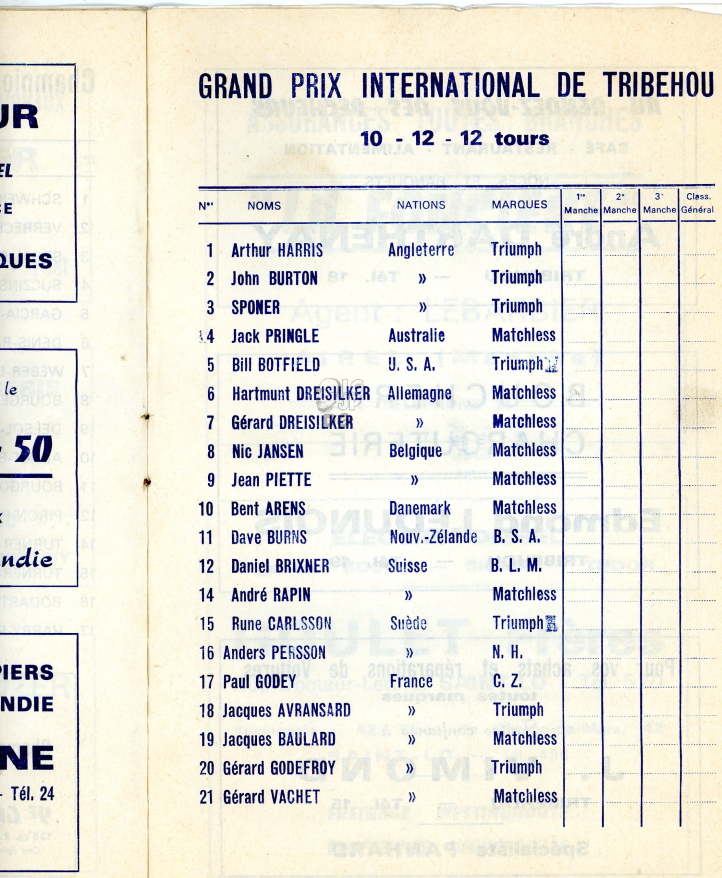 UR
EL
CE
QUES
le
50
ndie
PIERS
NDIE
NE
- Tél. 24
GRAND PRIX INTERNATIONAL DE TRIBEHOU
10 - 12 - 12 tours
Nos NOMS NATIONS MARQUES 1re Manche 2e Manche 3e Manche Class. Général
1 Arthur HARRIS Angleterre Triumph
2 John BURTON » Triumph
3 SPONER » Triumph
4 Jack PRINGLE Australie Matchless
5 Bill BOTFIELD U. S. A. Triumph
6 Hartmunt DREISILKER Allemagne Matchless
7 Gérard DREISILKER » Matchless
8 Nic JANSEN Belgique Matchless
9 Jean PIETTE » Matchless
10 Bent ARENS Danemark Matchless
11 Dave BURNS Nouv.-Zélande B. S. A.
12 Daniel BRIXNER Suisse B. L. M.
14 André RAPIN » Matchless
15 Rune CARLSSON Suède Triumph
16 Anders PERSSON » N. H.
17 Paul GODEY France C. Z.
18 Jacques AVRANSARD » Triumph
19 Jacques BAULARD » Matchless
20 Gérard GODEFROY » Triumph
21 Gérard VACHET » Matchless